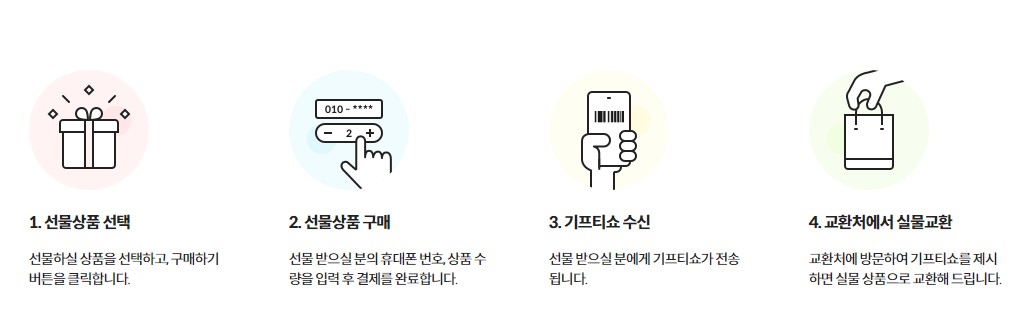 010 - ****
2
1. 선물상품 선택
선물하실 상품을 선택하고, 구매하기
버튼을 클릭합니다.
2. 선물상품 구매
선물 받으실 분의 휴대폰 번호, 상품 수
량을 입력 후 결제를 완료합니다.
3. 기프티쇼 수신
선물 받으실 분에게 기프티쇼가 전송
됩니다.
4. 교환처에서 실물교환
교환처에 방문하여 기프티쇼를 제시
하면 실물 상품으로 교환해 드립니다.